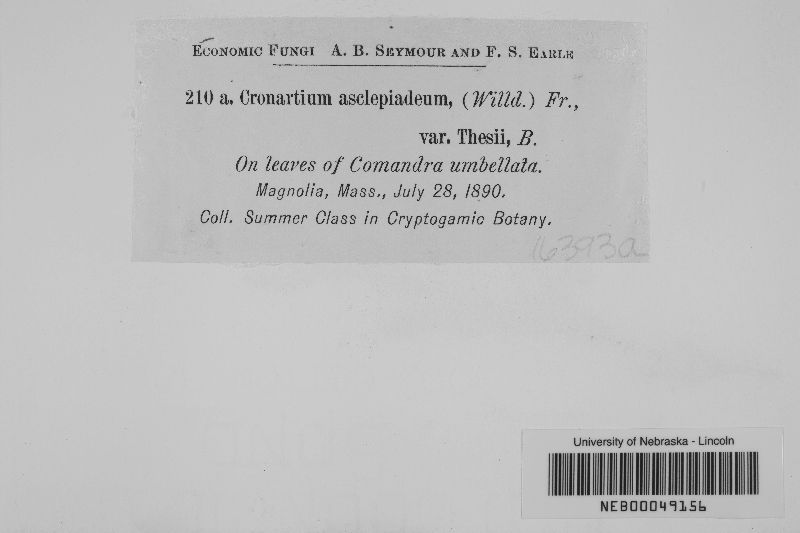 Economic Fungi A. B. Seymour and F. S. Earle
210 a. Cronartium asclepiadeum, (Willd.) Fr.,
var. Thesii, B.
On leaves of Comandra umbellata.
Magnolia, Mass., July 28, 1890.
Coll. Summer Class in Cryptogamic Botany.
16393a
University of Nebraska - Lincoln
NEB00049156